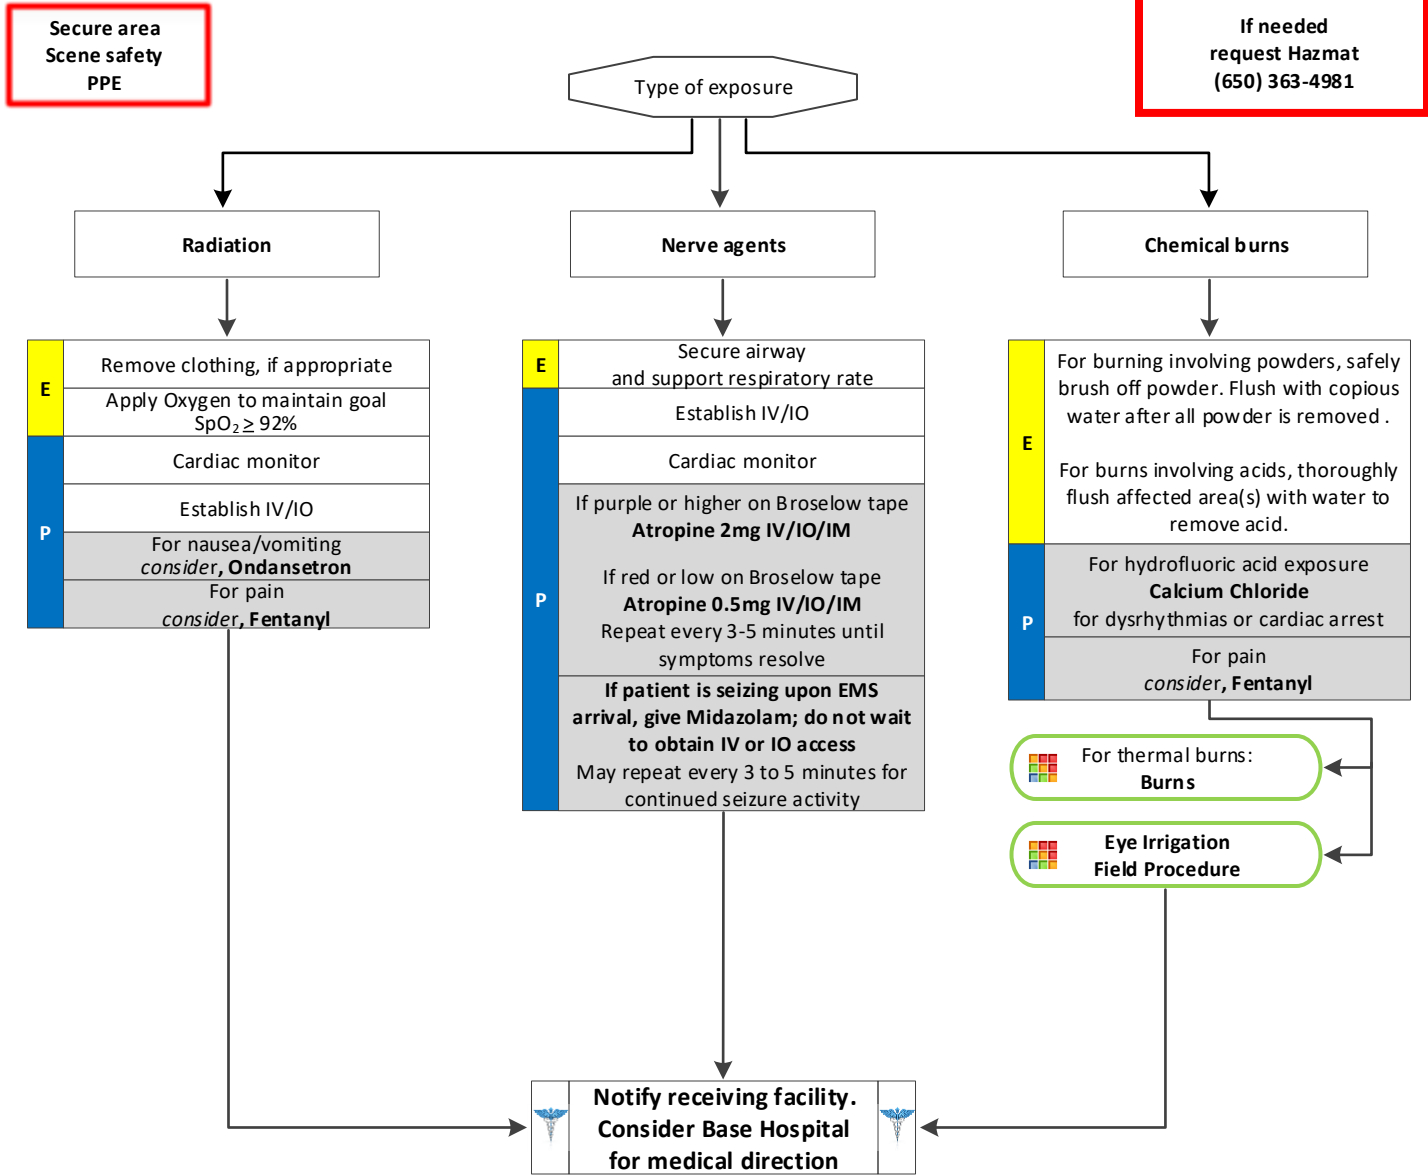 Secure area
Scene safety
PPE
If needed
request Hazmat
(650) 363-4981
Type of exposure
Radiation
Nerve agents
Chemical burns
E
Remove clothing, if appropriate
Apply Oxygen to maintain goal
SpO₂ ≥ 92%
P
Cardiac monitor
Establish IV/IO
For nausea/vomiting
consider, Ondansetron
For pain
consider, Fentanyl
E
Secure airway
and support respiratory rate
P
Establish IV/IO
Cardiac monitor
If purple or higher on Broselow tape
Atropine 2mg IV/IO/IM
If red or low on Broselow tape
Atropine 0.5mg IV/IO/IM
Repeat every 3-5 minutes until
symptoms resolve
If patient is seizing upon EMS
arrival, give Midazolam; do not wait
to obtain IV or IO access
May repeat every 3 to 5 minutes for
continued seizure activity
E
For burning involving powders, safely
brush off powder. Flush with copious
water after all powder is removed .
For burns involving acids, thoroughly
flush affected area(s) with water to
remove acid.
P
For hydrofluoric acid exposure
Calcium Chloride
for dysrhythmias or cardiac arrest
For pain
consider, Fentanyl
For thermal burns:
Burns
Eye Irrigation
Field Procedure
Notify receiving facility.
Consider Base Hospital
for medical direction